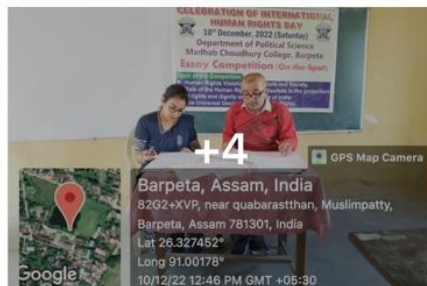 CELEBRATION OF INTERNATIONAL
HUMAN RIGHTS DAY
10th December, 2022 (Saturday)
Department of Political Science
Madhab Choudhury College, Barpeta
Essay Competition (On-the-Spot)
+4
GPS Map Camera
Barpeta, Assam, India
82G2+XVP, near quabarastthan, Muslimpatty,
Barpeta, Assam 781301, India
Lat 26.327452°
Long 91.00178°
10/12/22 12:46 PM GMT +05:30
Google